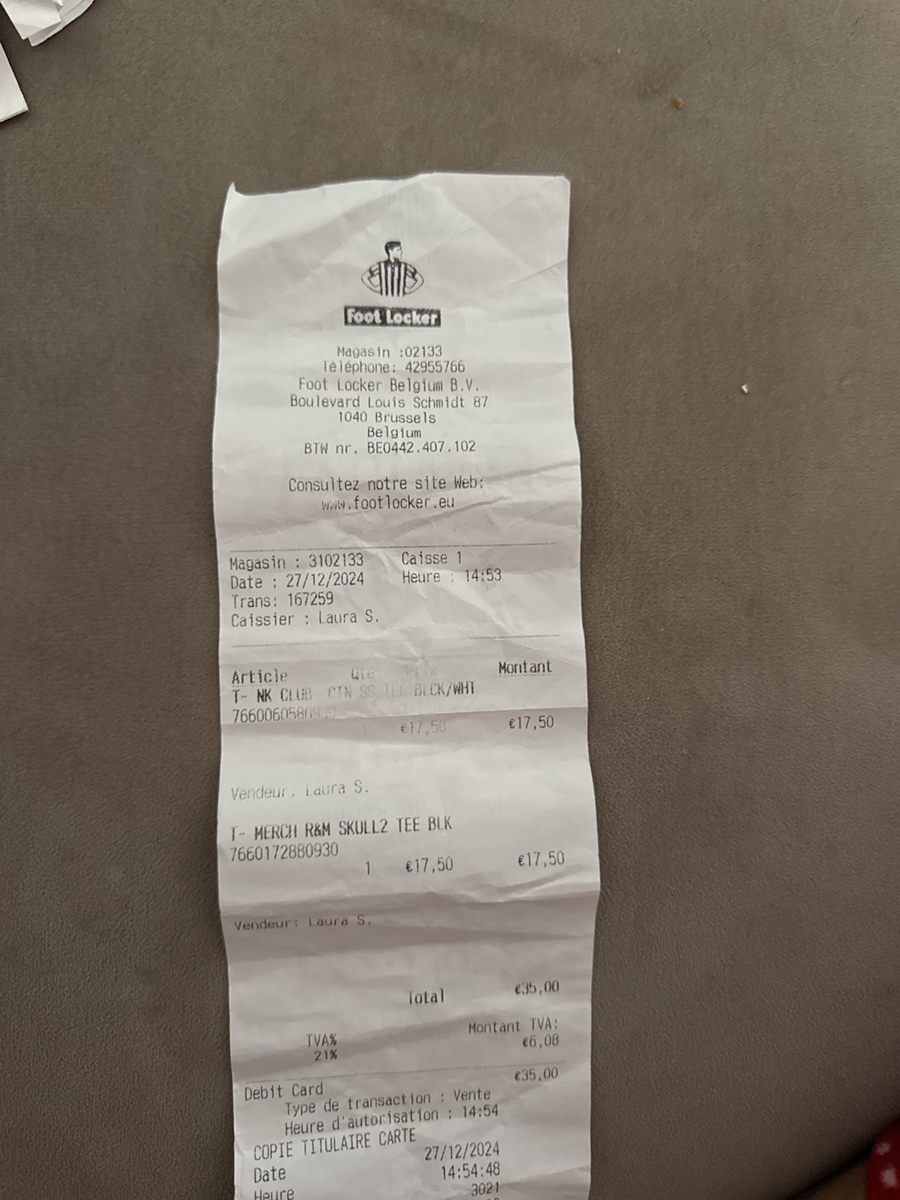 Foot Locker
Magasin :02133
Téléphone: 42955766
Foot Locker Belgium B.V.
Boulevard Louis Schmidt 87
1040 Brussels
Belgium
BTW nr. BE0442.407.102
Consultez notre site Web:
www.footlocker.eu
Magasin : 3102133 Caisse 1
Date : 27/12/2024 Heure : 14:53
Trans: 167259
Caissier : Laura S.
Article Qte Prix Montant
T- NK CLUB CTN SS TEE BLCK/WHT
€17,50 €17,50
Vendeur: Laura S.
T- MERCH R&M SKULL2 TEE BLK
7660172880930
1 €17,50 €17,50
Vendeur: Laura S.
Total €35,00
TVA% Montant TVA:
21% €6,08
Debit Card €35,00
Type de transaction : Vente
Heure d'autorisation : 14:54
COPIE TITULAIRE CARTE
Date 27/12/2024
Heure 14:54:48
3021